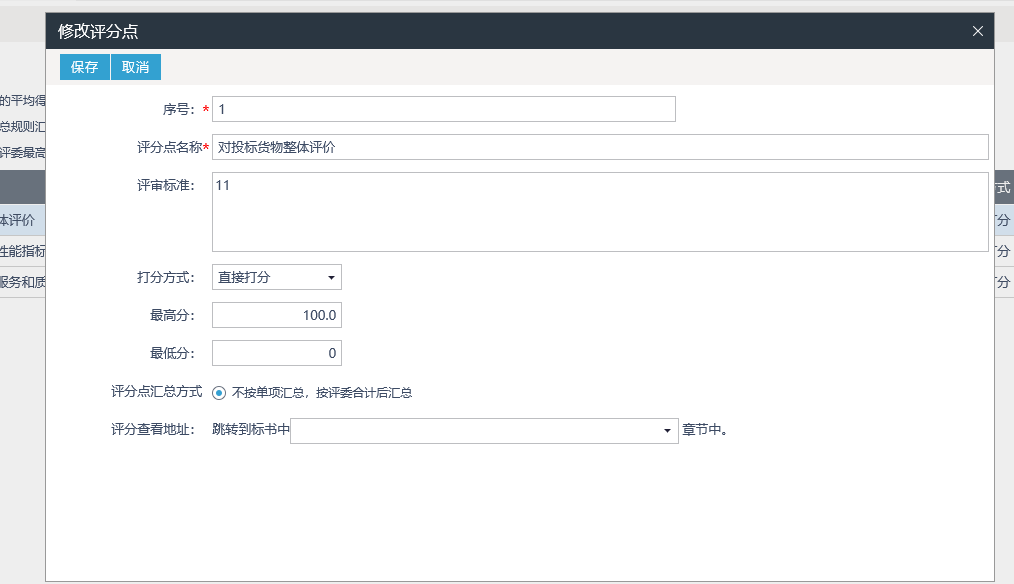 修改评分点
保存 取消
的平均得
总规则汇
评委最高
序号：* 1
评分点名称* 对投标货物整体评价
评审标准： 11
式
体评价
分
性能指标
分
服务和质
分
打分方式： 直接打分
最高分： 100.0
最低分： 0
评分点汇总方式 不按单项汇总，按评委合计后汇总
评分查看地址： 跳转到标书中 章节中。